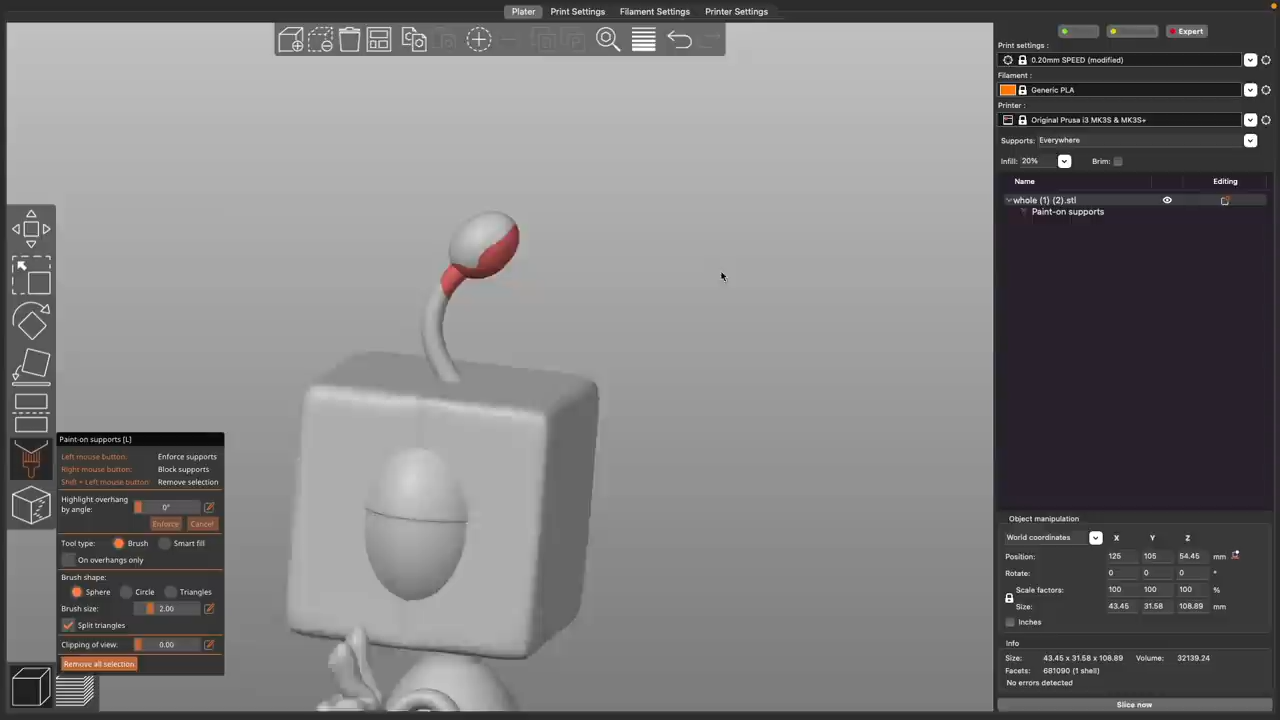 Plater Print Settings Filament Settings Printer Settings
Expert
Print settings :
0.20mm SPEED (modified)
Filament :
Generic PLA
Printer :
Original Prusa i3 MK3S & MK3S+
Supports: Everywhere
Infill: 20% Brim:
Name Editing
whole (1) (2).stl
Paint-on supports
Paint-on supports [L]
Left mouse button: Enforce supports
Right mouse button: Block supports
Shift + Left mouse button: Remove selection
Highlight overhang
by angle: 0°
Enforce Cancel
Tool type: Brush Smart fill
On overhangs only
Brush shape:
Sphere Circle Triangles
Brush size: 2.00
Split triangles
Clipping of view: 0.00
Remove all selection
Object manipulation
World coordinates X Y Z
Position: 125 105 54.45 mm
Rotate: 0 0 0 °
Scale factors: 100 100 100 %
Size: 43.45 31.58 108.89 mm
Inches
Info
Size: 43.45 x 31.58 x 108.89 Volume: 32139.24
Facets: 681090 (1 shell)
No errors detected
Slice now